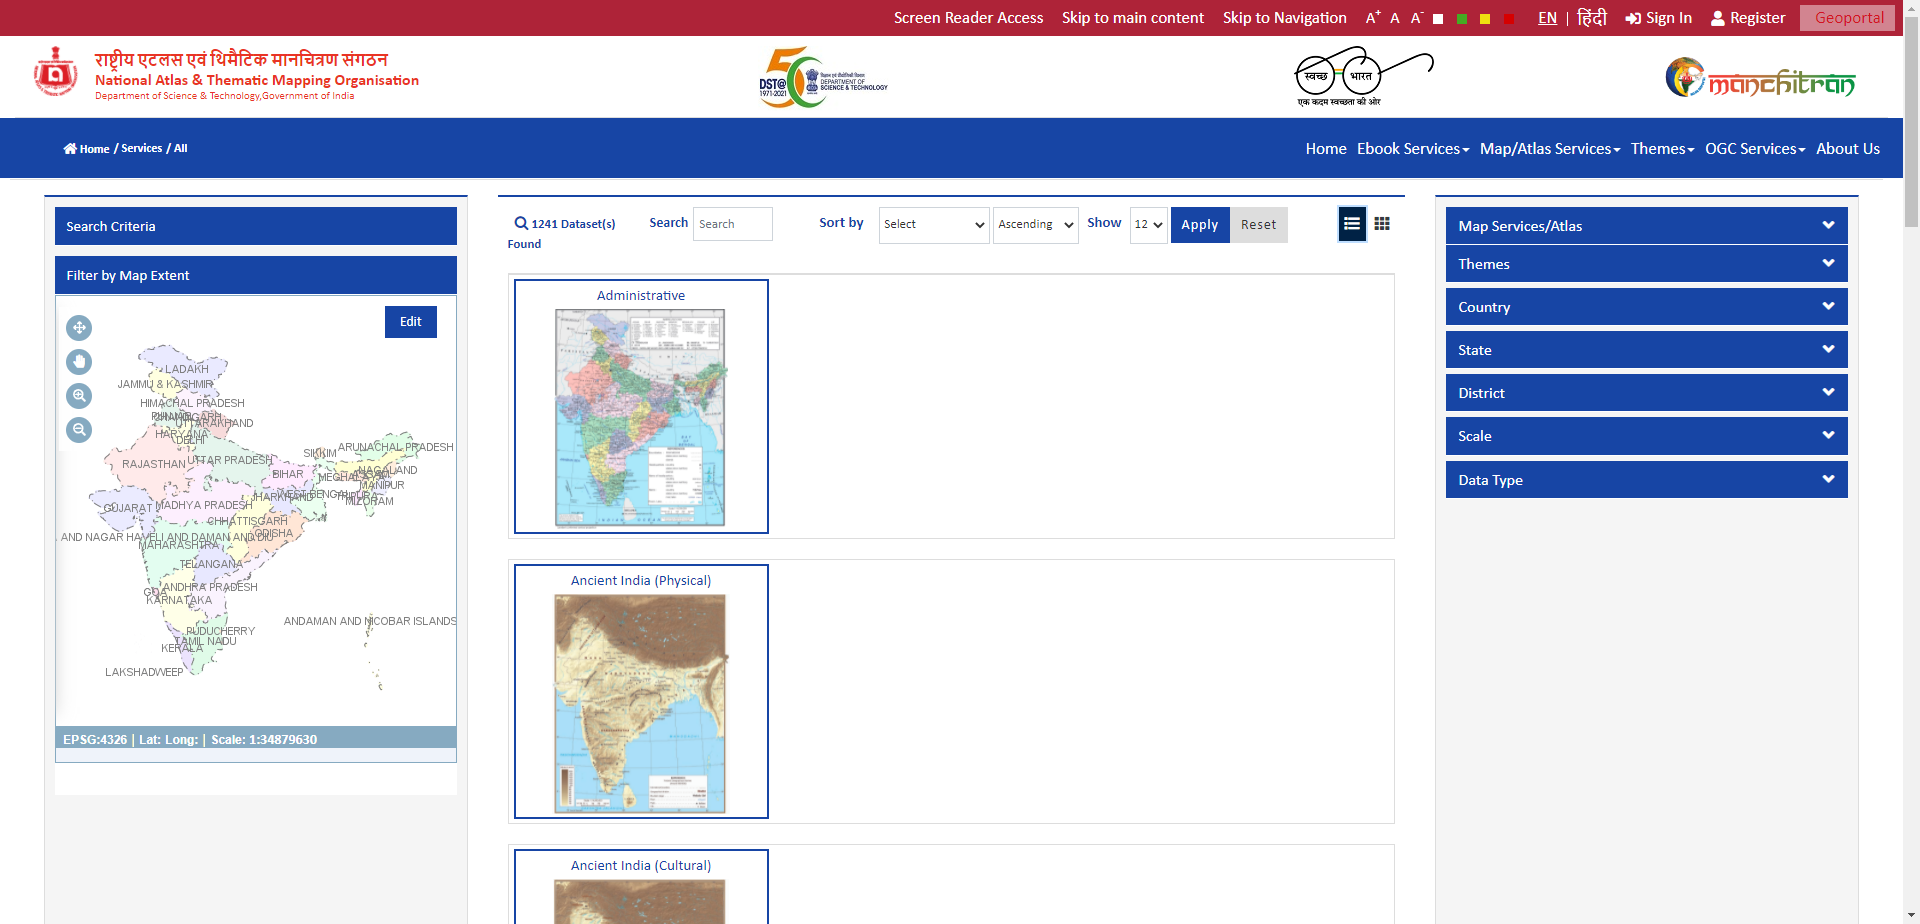 Screen Reader Access Skip to main content Skip to Navigation A+ A A- EN | हिंदी Sign In Register Geoportal
राष्ट्रीय एटलस एवं थिमैटिक मानचित्रण संगठन
National Atlas & Thematic Mapping Organisation
Department of Science & Technology,Government of India
50
DST@
1971-2021
DEPARTMENT OF
SCIENCE & TECHNOLOGY
स्वच्छ भारत
एक कदम स्वच्छता की ओर
manchitran
Home / Services / All
Home Ebook Services Map/Atlas Services Themes OGC Services About Us
Search Criteria
Filter by Map Extent
Edit
LADAKH
JAMMU & KASHMIR
HIMACHAL PRADESH
PUNJAB
CHANDIGARH
UTTARAKHAND
HARYANA
DELHI
ARUNACHAL PRADESH
SIKKIM
RAJASTHAN
UTTAR PRADESH
BIHAR
NAGALAND
MEGHALAYA
MANIPUR
JHARKHAND
WEST BENGAL
TRIPURA
MIZORAM
GUJARAT
MADHYA PRADESH
CHHATTISGARH
ODISHA
AND NAGAR HAVELI AND DAMAN AND DIU
MAHARASHTRA
TELANGANA
ANDHRA PRADESH
GOA
KARNATAKA
ANDAMAN AND NICOBAR ISLANDS
PUDUCHERRY
TAMIL NADU
KERALA
LAKSHADWEEP
EPSG:4326 | Lat: Long: | Scale: 1:34879630
1241 Dataset(s)
Found
Search Search
Sort by Select Ascending Show 12 Apply Reset
Administrative
Ancient India (Physical)
Ancient India (Cultural)
Map Services/Atlas
Themes
Country
State
District
Scale
Data Type